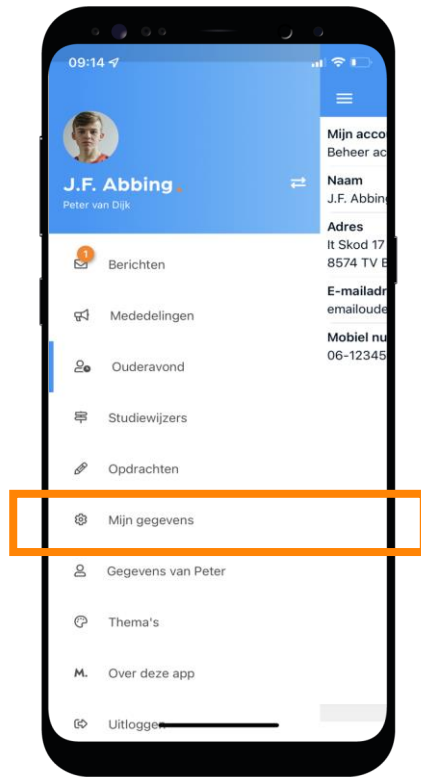 09:14
J.F. Abbing
Peter van Dijk
1
Berichten
Mededelingen
Ouderavond
Studiewijzers
Opdrachten
Mijn gegevens
Gegevens van Peter
Thema's
M. Over deze app
Uitloggen
Mijn acco
Beheer ac
Naam
J.F. Abbin
Adres
It Skod 17
8574 TV B
E-mailadr
emailoude
Mobiel nu
06-12345